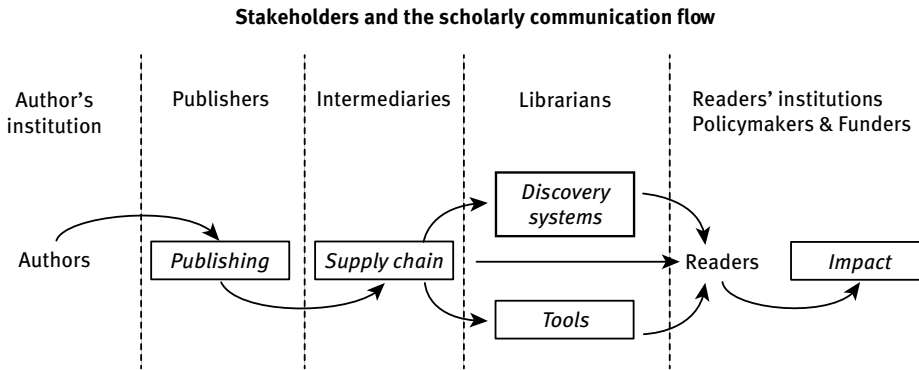 Stakeholders and the scholarly communication flow
Author's
institution
Publishers
Intermediaries
Librarians
Readers' institutions
Policymakers & Funders
Authors
Publishing
Supply chain
Discovery
systems
Tools
Readers
Impact